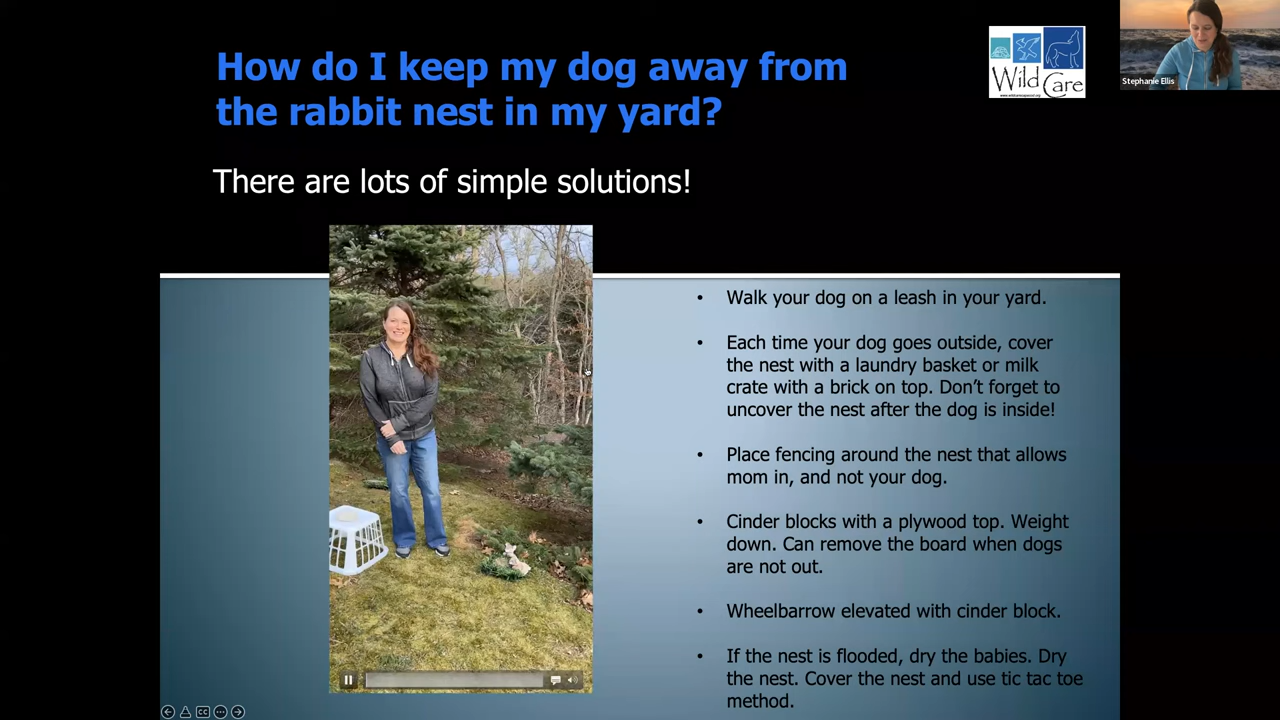 How do I keep my dog away from
the rabbit nest in my yard?
Wild Care
Stephanie Ellis
There are lots of simple solutions!
• Walk your dog on a leash in your yard.
• Each time your dog goes outside, cover
the nest with a laundry basket or milk
crate with a brick on top. Don’t forget to
uncover the nest after the dog is inside!
• Place fencing around the nest that allows
mom in, and not your dog.
• Cinder blocks with a plywood top. Weight
down. Can remove the board when dogs
are not out.
• Wheelbarrow elevated with cinder block.
• If the nest is flooded, dry the babies. Dry
the nest. Cover the nest and use tic tac toe
method.